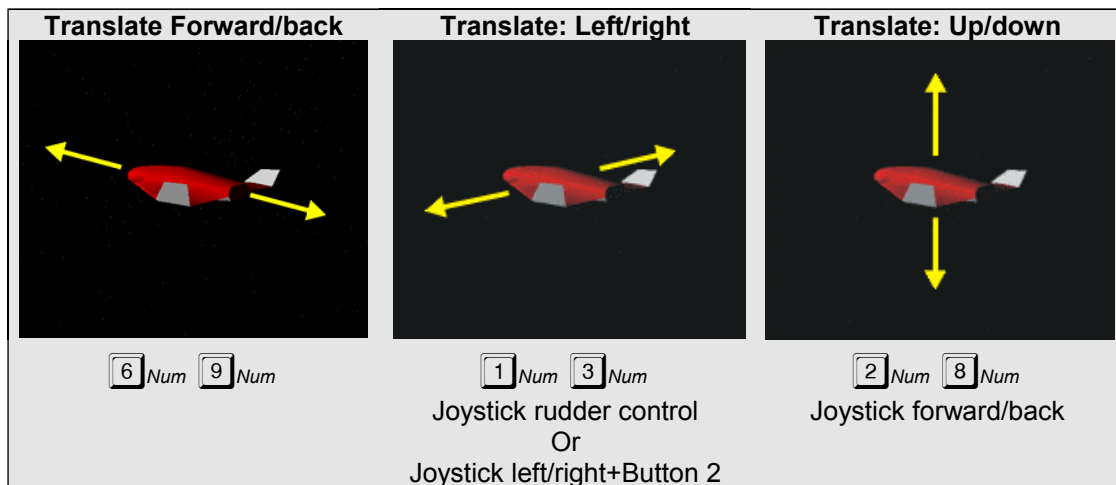 Translate Forward/back
Translate: Left/right
Translate: Up/down
6 Num 9 Num
1 Num 3 Num
2 Num 8 Num
Joystick rudder control
Joystick forward/back
Or
Joystick left/right+Button 2